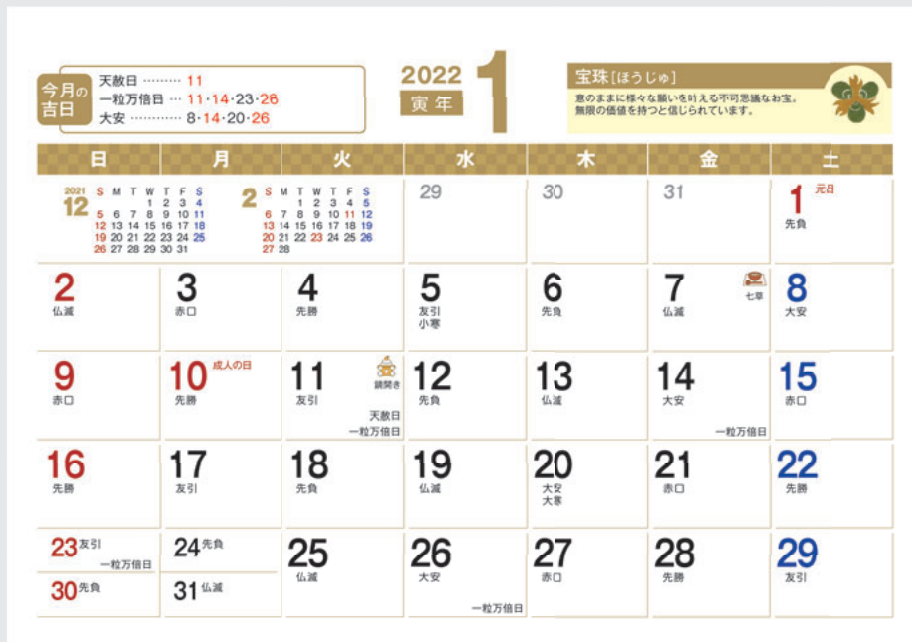 今月の
吉日
天赦日 ……… 11
一粒万倍日 … 11・14・23・26
大安 ………… 8・14・20・26
2022
寅年
1
宝珠[ほうじゅ]
意のままに様々な願いを叶える不可思議なお宝。
無限の価値を持つと信じられています。
日 月 火 水 木 金 土
2021
12
S M T W T F S
1 2 3 4
5 6 7 8 9 10 11
12 13 14 15 16 17 18
19 20 21 22 23 24 25
26 27 28 29 30 31
2
S M T W T F S
1 2 3 4 5
6 7 8 9 10 11 12
13 14 15 16 17 18 19
20 21 22 23 24 25 26
27 28
29
30
31
1 元日
先負
2
仏滅
3
赤口
4
先勝
5
友引
小寒
6
先負
7 七草
仏滅
8
大安
9
赤口
10 成人の日
先勝
11 鏡開き
友引
天赦日
一粒万倍日
12
先負
13
仏滅
14
大安
一粒万倍日
15
赤口
16
先勝
17
友引
18
先負
19
仏滅
20
大安
大寒
21
赤口
22
先勝
23 友引
一粒万倍日
30 先負
24 先負
31 仏滅
25
仏滅
26
大安
一粒万倍日
27
赤口
28
先勝
29
友引